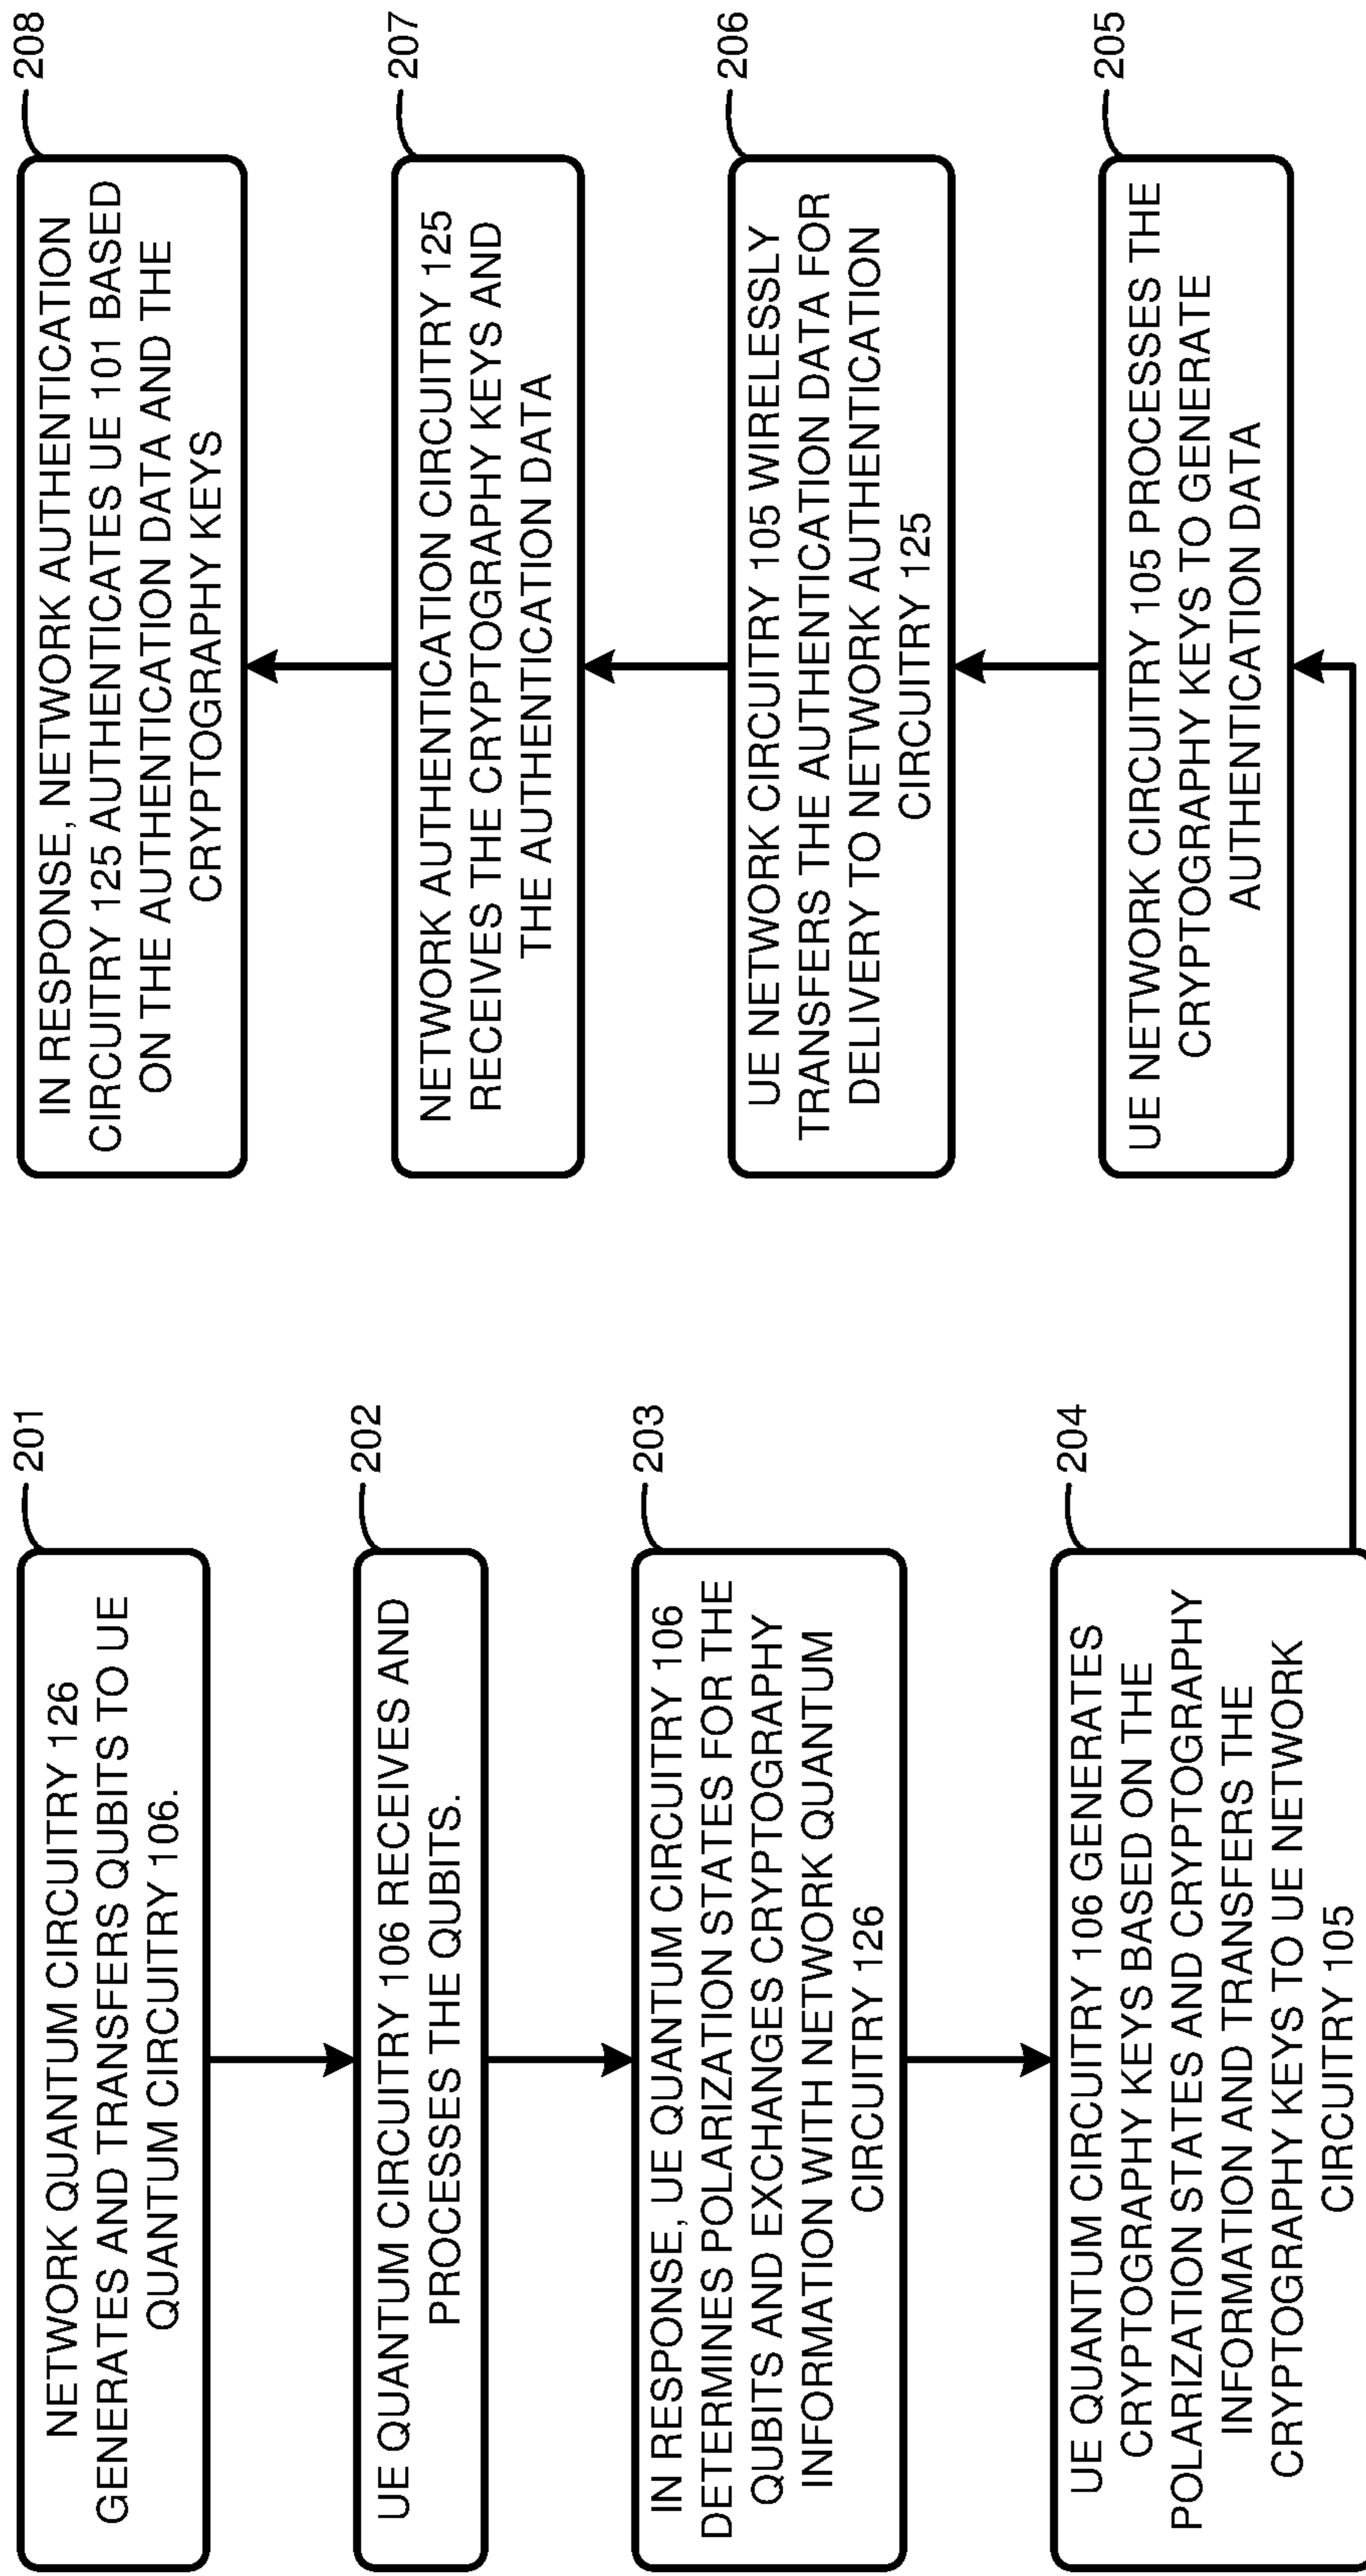 201
NETWORK QUANTUM CIRCUITRY 126
GENERATES AND TRANSFERS QUBITS TO UE
QUANTUM CIRCUITRY 106.
202
UE QUANTUM CIRCUITRY 106 RECEIVES AND
PROCESSES THE QUBITS.
203
IN RESPONSE, UE QUANTUM CIRCUITRY 106
DETERMINES POLARIZATION STATES FOR THE
QUBITS AND EXCHANGES CRYPTOGRAPHY
INFORMATION WITH NETWORK QUANTUM
CIRCUITRY 126
204
UE QUANTUM CIRCUITRY 106 GENERATES
CRYPTOGRAPHY KEYS BASED ON THE
POLARIZATION STATES AND CRYPTOGRAPHY
INFORMATION AND TRANSFERS THE
CRYPTOGRAPHY KEYS TO UE NETWORK
CIRCUITRY 105
205
UE NETWORK CIRCUITRY 105 PROCESSES THE
CRYPTOGRAPHY KEYS TO GENERATE
AUTHENTICATION DATA
206
UE NETWORK CIRCUITRY 105 WIRELESSLY
TRANSFERS THE AUTHENTICATION DATA FOR
DELIVERY TO NETWORK AUTHENTICATION
CIRCUITRY 125
207
NETWORK AUTHENTICATION CIRCUITRY 125
RECEIVES THE CRYPTOGRAPHY KEYS AND
THE AUTHENTICATION DATA
208
IN RESPONSE, NETWORK AUTHENTICATION
CIRCUITRY 125 AUTHENTICATES UE 101 BASED
ON THE AUTHENTICATION DATA AND THE
CRYPTOGRAPHY KEYS